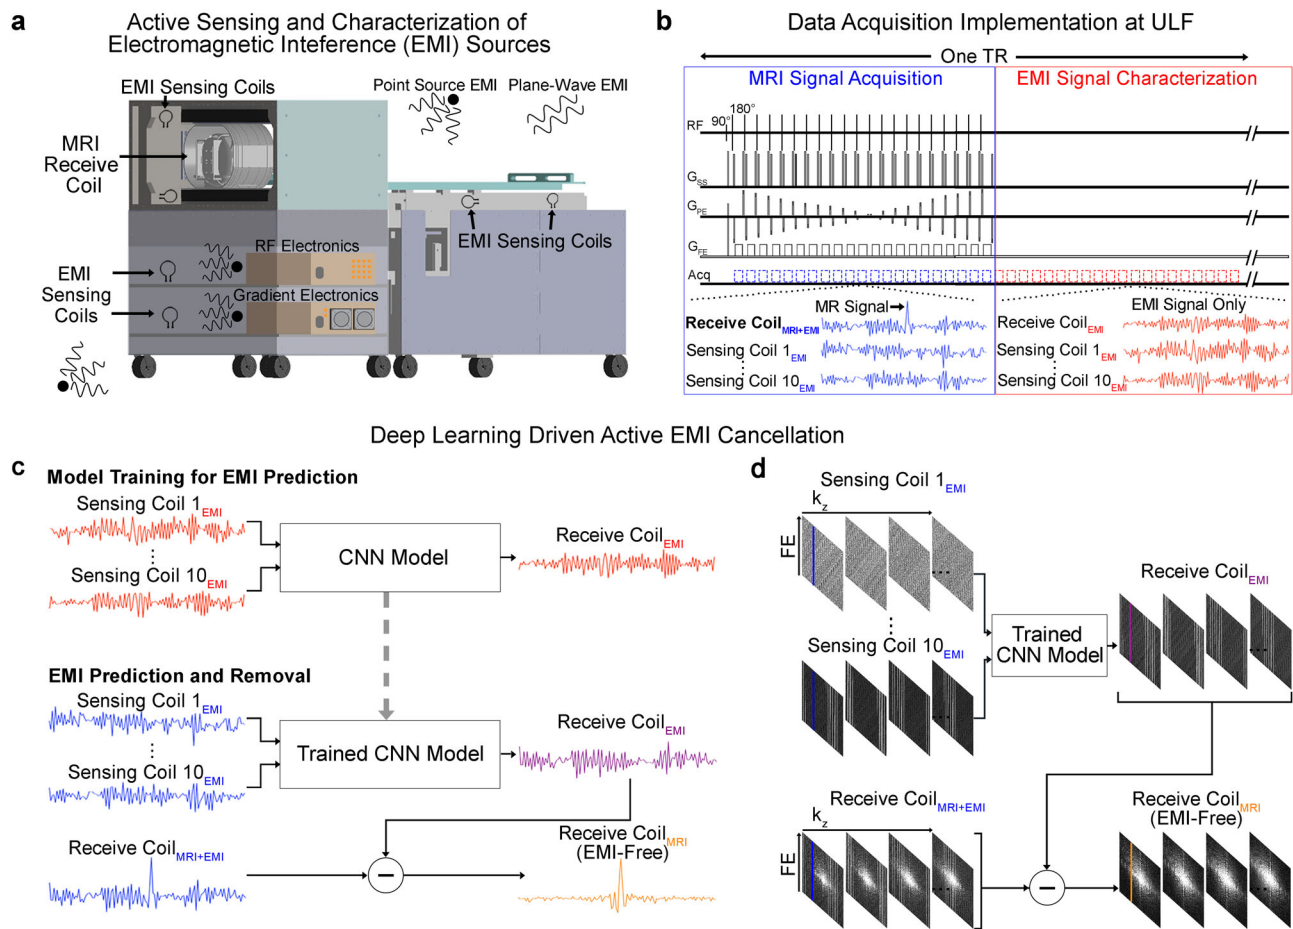 a
Active Sensing and Characterization of
Electromagnetic Inteference (EMI) Sources
EMI Sensing Coils
MRI
Receive
Coil
Point Source EMI
Plane-Wave EMI
EMI Sensing Coils
RF Electronics
EMI
Sensing
Coils
Gradient Electronics
b
Data Acquisition Implementation at ULF
One TR
MRI Signal Acquisition
EMI Signal Characterization
180°
90°
RF
GSS
GPE
GFE
Acq
MR Signal
EMI Signal Only
Receive CoilMRI+EMI
Sensing Coil 1EMI
Sensing Coil 10EMI
Receive CoilEMI
Sensing Coil 1EMI
Sensing Coil 10EMI
Deep Learning Driven Active EMI Cancellation
c
Model Training for EMI Prediction
Sensing Coil 1EMI
Sensing Coil 10EMI
CNN Model
Receive CoilEMI
EMI Prediction and Removal
Sensing Coil 1EMI
Sensing Coil 10EMI
Trained CNN Model
Receive CoilEMI
Receive CoilMRI+EMI
Receive CoilMRI
(EMI-Free)
d
Sensing Coil 1EMI
kz
FE
Sensing Coil 10EMI
Trained
CNN Model
Receive CoilEMI
Receive CoilMRI+EMI
kz
FE
Receive CoilMRI
(EMI-Free)